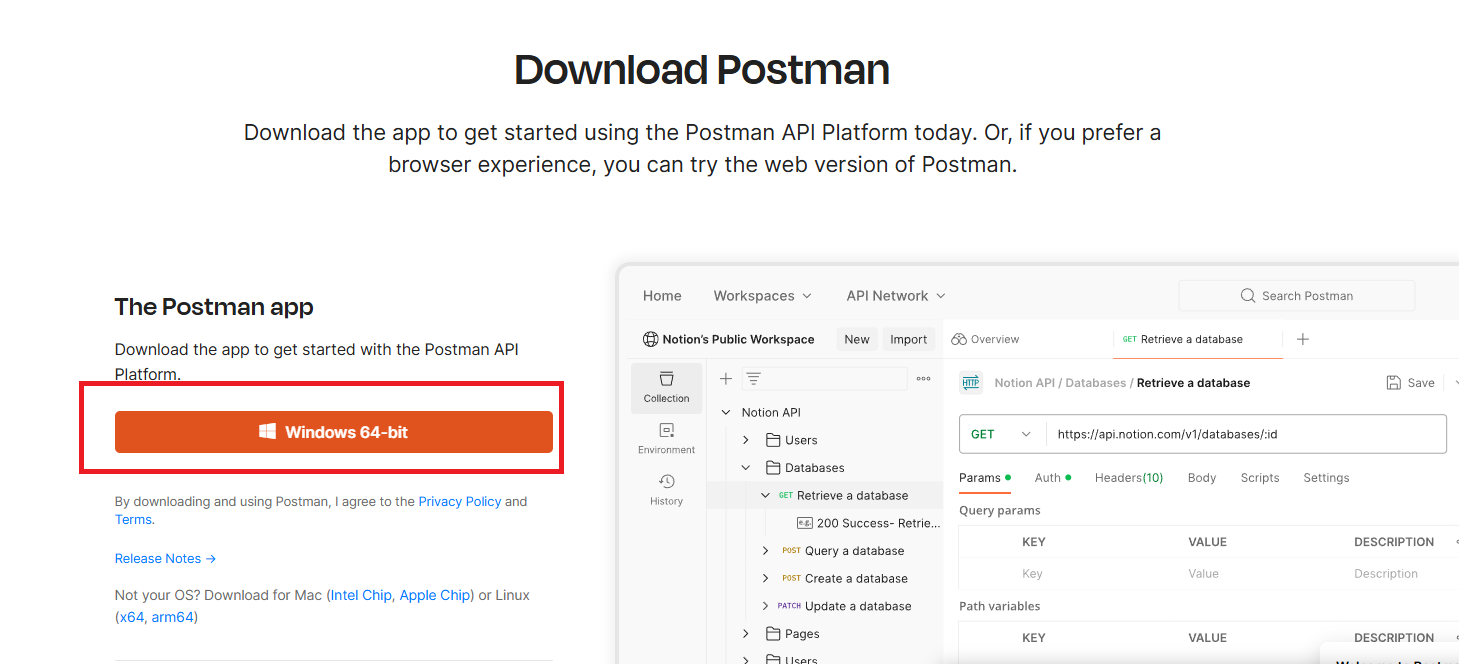 Download Postman
Download the app to get started using the Postman API Platform today. Or, if you prefer a
browser experience, you can try the web version of Postman.
The Postman app
Download the app to get started with the Postman API
Platform.
Windows 64-bit
By downloading and using Postman, I agree to the Privacy Policy and
Terms.
Release Notes →
Not your OS? Download for Mac (Intel Chip, Apple Chip) or Linux
(x64, arm64)
Home Workspaces API Network Search Postman
Notion's Public Workspace New Import
Overview GET Retrieve a database
Collection
Environment
History
Notion API
Users
Databases
GET Retrieve a database
e.g. 200 Success- Retrie...
POST Query a database
POST Create a database
PATCH Update a database
Pages
Users
HTTP Notion API / Databases / Retrieve a database Save
GET https://api.notion.com/v1/databases/:id
Params Auth Headers(10) Body Scripts Settings
Query params
KEY VALUE DESCRIPTION
Key Value Description
Path variables
KEY VALUE DESCRIPTION